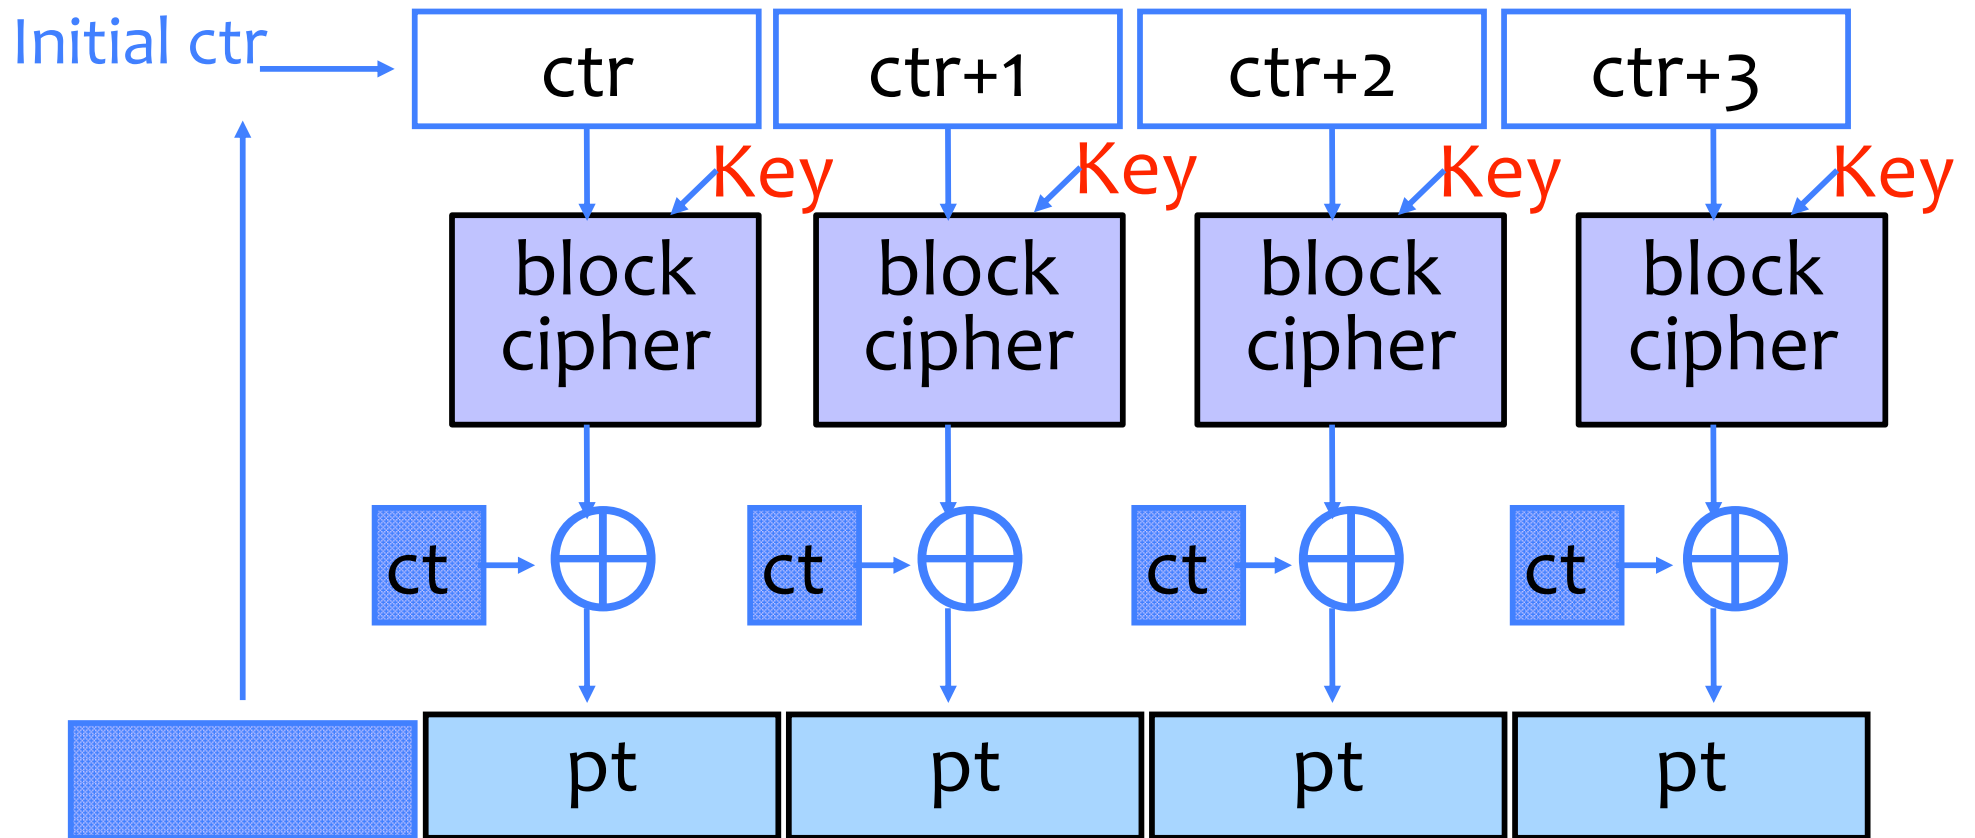 Initial ctr
ctr
ctr+1
ctr+2
ctr+3
Key
Key
Key
Key
block
cipher
block
cipher
block
cipher
block
cipher
ct
ct
ct
ct
pt
pt
pt
pt